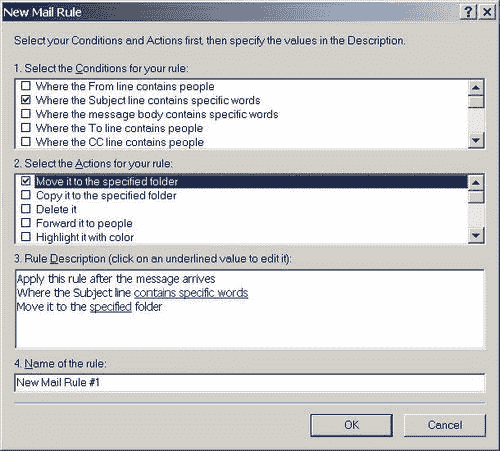 New Mail Rule
Select your Conditions and Actions first, then specify the values in the Description.
1. Select the Conditions for your rule:
Where the From line contains people
Where the Subject line contains specific words
Where the message body contains specific words
Where the To line contains people
Where the CC line contains people
2. Select the Actions for your rule:
Move it to the specified folder
Copy it to the specified folder
Delete it
Forward it to people
Highlight it with color
3. Rule Description (click on an underlined value to edit it):
Apply this rule after the message arrives
Where the Subject line contains specific words
Move it to the specified folder
4. Name of the rule:
New Mail Rule #1
OK Cancel